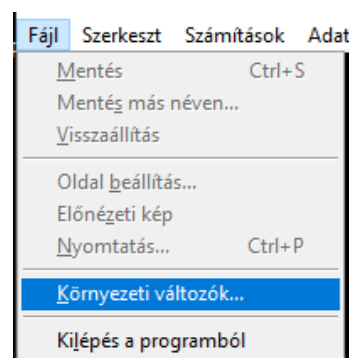 Fájl Szerkeszt Számítások Adat
Mentés Ctrl+S
Mentés más néven...
Visszaállítás
Oldal beállítás...
Előnézeti kép
Nyomtatás... Ctrl+P
Környezeti változók...
Kilépés a programból